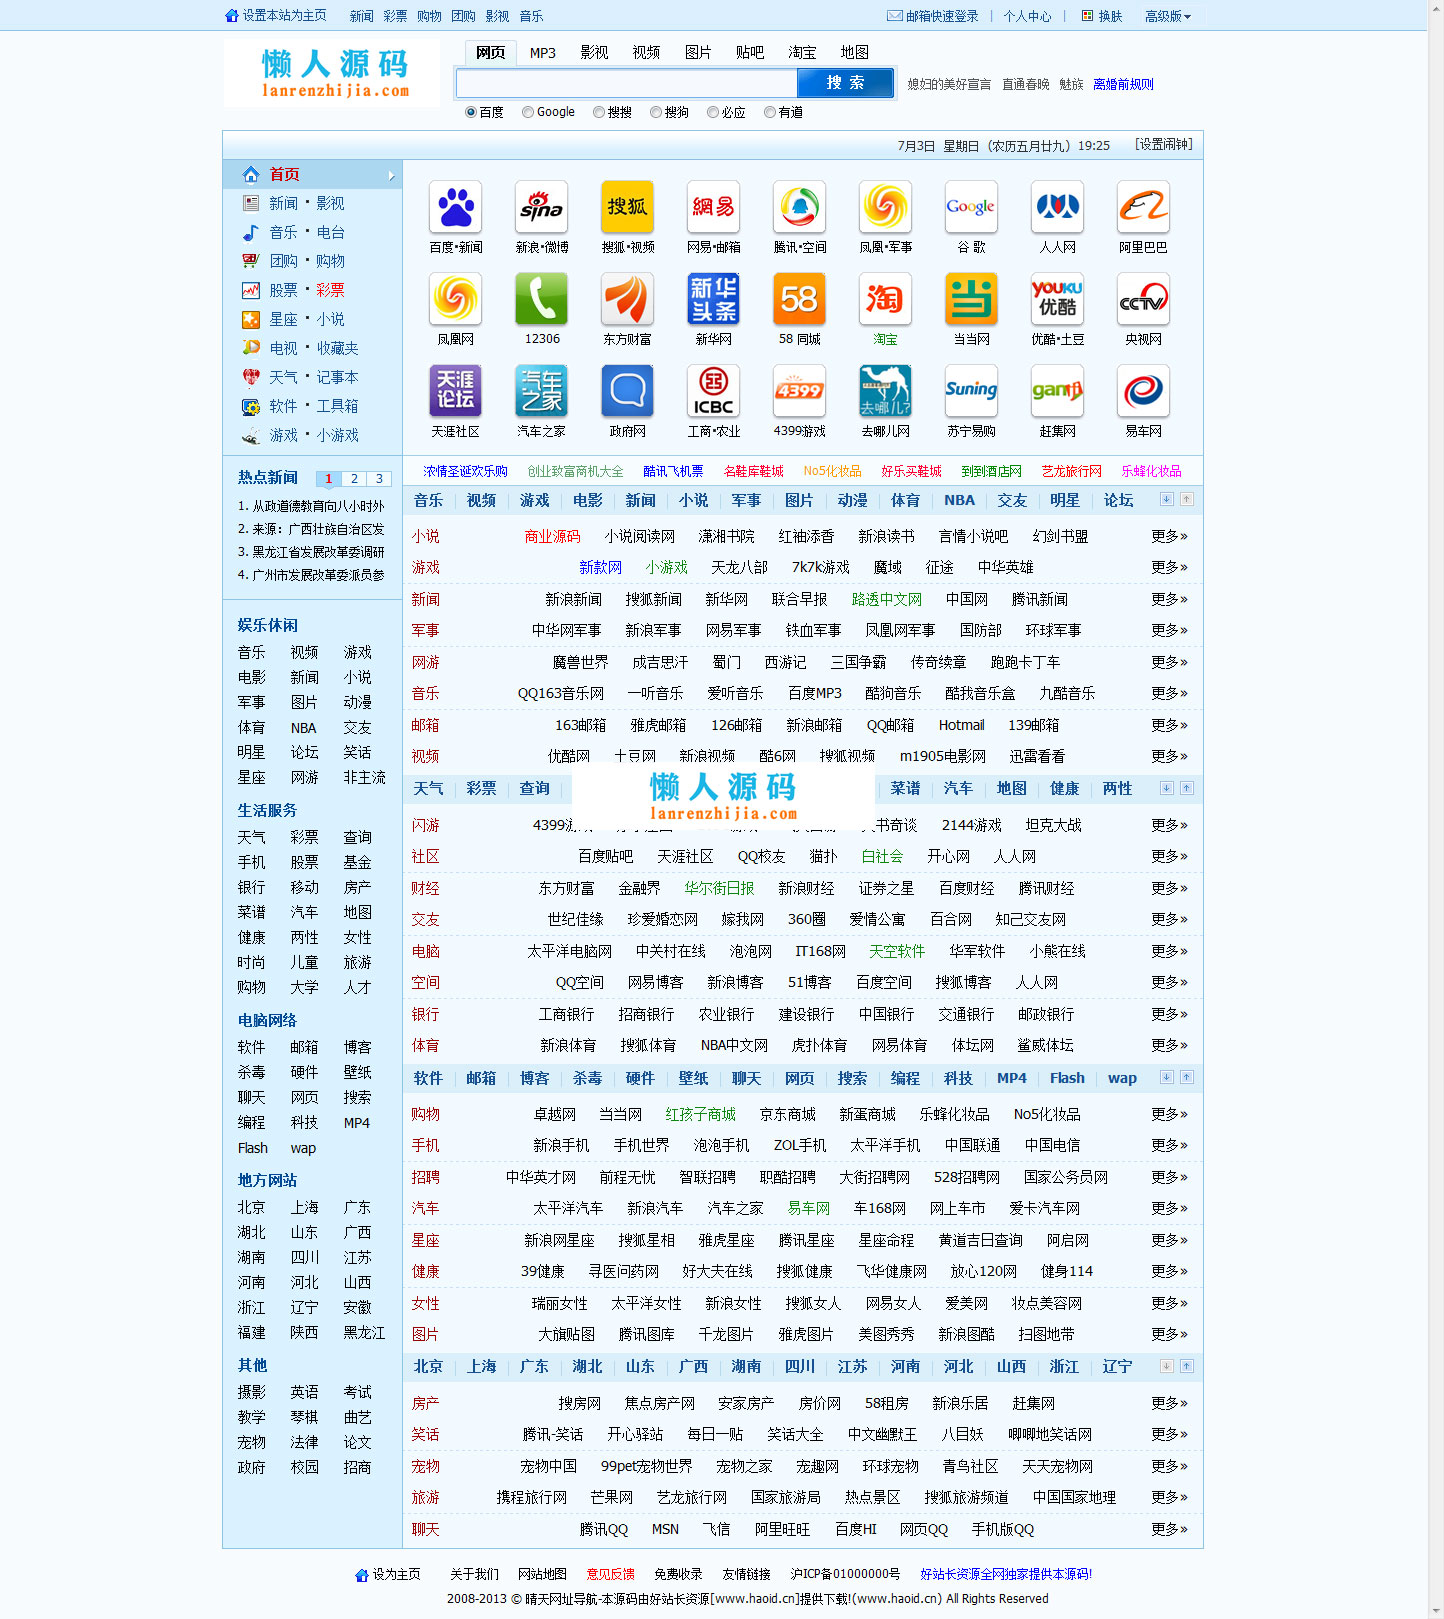 设置本站为主页 新闻 彩票 购物 团购 影视 音乐 邮箱快速登录 | 个人中心 | 换肤 高级版
懒人源码
lanrenzhijia.com
网页 MP3 影视 视频 图片 贴吧 淘宝 地图
搜 索 媳妇的美好宣言 直通春晚 魅族 离婚前规则
百度 Google 搜搜 搜狗 必应 有道
7月3日 星期日（农历五月廿九）19:25 [设置闹钟]
首页
新闻・影视
音乐・电台
团购・购物
股票・彩票
星座・小说
电视・收藏夹
天气・记事本
软件・工具箱
游戏・小游戏
sina 搜狐 網易 Google
百度•新闻 新浪•微博 搜狐•视频 网易•邮箱 腾讯•空间 凤凰•军事 谷 歌 人人网 阿里巴巴
新华头条 58 淘 当 YOUKU 优酷 CCTV
凤凰网 12306 东方财富 新华网 58 同城 淘宝 当当网 优酷•土豆 央视网
天涯论坛 汽车之家 ICBC 4399 去哪儿? Suning ganji
天涯社区 汽车之家 政府网 工商•农业 4399游戏 去哪儿网 苏宁易购 赶集网 易车网
热点新闻 1 2 3
1. 从政道德教育向八小时外
2. 来源：广西壮族自治区发
3. 黑龙江省发展改革委调研
4. 广州市发展改革委派员参
娱乐休闲
音乐 视频 游戏
电影 新闻 小说
军事 图片 动漫
体育 NBA 交友
明星 论坛 笑话
星座 网游 非主流
生活服务
天气 彩票 查询
手机 股票 基金
银行 移动 房产
菜谱 汽车 地图
健康 两性 女性
时尚 儿童 旅游
购物 大学 人才
电脑网络
软件 邮箱 博客
杀毒 硬件 壁纸
聊天 网页 搜索
编程 科技 MP4
Flash wap
地方网站
北京 上海 广东
湖北 山东 广西
湖南 四川 江苏
河南 河北 山西
浙江 辽宁 安徽
福建 陕西 黑龙江
其他
摄影 英语 考试
教学 琴棋 曲艺
宠物 法律 论文
政府 校园 招商
浓情圣诞欢乐购 创业致富商机大全 酷讯飞机票 名鞋库鞋城 No5化妆品 好乐买鞋城 到到酒店网 艺龙旅行网 乐蜂化妆品
音乐 视频 游戏 电影 新闻 小说 军事 图片 动漫 体育 NBA 交友 明星 论坛
小说 商业源码 小说阅读网 潇湘书院 红袖添香 新浪读书 言情小说吧 幻剑书盟 更多»
游戏 新款网 小游戏 天龙八部 7k7k游戏 魔域 征途 中华英雄 更多»
新闻 新浪新闻 搜狐新闻 新华网 联合早报 路透中文网 中国网 腾讯新闻 更多»
军事 中华网军事 新浪军事 网易军事 铁血军事 凤凰网军事 国防部 环球军事 更多»
网游 魔兽世界 成吉思汗 蜀门 西游记 三国争霸 传奇续章 跑跑卡丁车 更多»
音乐 QQ163音乐网 一听音乐 爱听音乐 百度MP3 酷狗音乐 酷我音乐盒 九酷音乐 更多»
邮箱 163邮箱 雅虎邮箱 126邮箱 新浪邮箱 QQ邮箱 Hotmail 139邮箱 更多»
视频 优酷网 土豆网 新浪视频 酷6网 搜狐视频 m1905电影网 迅雷看看 更多»
天气 彩票 查询 菜谱 汽车 地图 健康 两性
懒人源码
lanrenzhijia.com
闪游 书奇谈 2144游戏 坦克大战 更多»
社区 百度贴吧 天涯社区 QQ校友 猫扑 白社会 开心网 人人网 更多»
财经 东方财富 金融界 华尔街日报 新浪财经 证券之星 百度财经 腾讯财经 更多»
交友 世纪佳缘 珍爱婚恋网 嫁我网 360圈 爱情公寓 百合网 知己交友网 更多»
电脑 太平洋电脑网 中关村在线 泡泡网 IT168网 天空软件 华军软件 小熊在线 更多»
空间 QQ空间 网易博客 新浪博客 51博客 百度空间 搜狐博客 人人网 更多»
银行 工商银行 招商银行 农业银行 建设银行 中国银行 交通银行 邮政银行 更多»
体育 新浪体育 搜狐体育 NBA中文网 虎扑体育 网易体育 体坛网 鲨威体坛 更多»
软件 邮箱 博客 杀毒 硬件 壁纸 聊天 网页 搜索 编程 科技 MP4 Flash wap
购物 卓越网 当当网 红孩子商城 京东商城 新蛋商城 乐蜂化妆品 No5化妆品 更多»
手机 新浪手机 手机世界 泡泡手机 ZOL手机 太平洋手机 中国联通 中国电信 更多»
招聘 中华英才网 前程无忧 智联招聘 职酷招聘 大街招聘网 528招聘网 国家公务员网 更多»
汽车 太平洋汽车 新浪汽车 汽车之家 易车网 车168网 网上车市 爱卡汽车网 更多»
星座 新浪网星座 搜狐星相 雅虎星座 腾讯星座 星座命程 黄道吉日查询 阿启网 更多»
健康 39健康 寻医问药网 好大夫在线 搜狐健康 飞华健康网 放心120网 健身114 更多»
女性 瑞丽女性 太平洋女性 新浪女性 搜狐女人 网易女人 爱美网 妆点美容网 更多»
图片 大旗贴图 腾讯图库 千龙图片 雅虎图片 美图秀秀 新浪图酷 扫图地带 更多»
北京 上海 广东 湖北 山东 广西 湖南 四川 江苏 河南 河北 山西 浙江 辽宁
房产 搜房网 焦点房产网 安家房产 房价网 58租房 新浪乐居 赶集网 更多»
笑话 腾讯-笑话 开心驿站 每日一贴 笑话大全 中文幽默王 八目妖 唧唧地笑话网 更多»
宠物 宠物中国 99pet宠物世界 宠物之家 宠趣网 环球宠物 青鸟社区 天天宠物网 更多»
旅游 携程旅行网 芒果网 艺龙旅行网 国家旅游局 热点景区 搜狐旅游频道 中国国家地理 更多»
聊天 腾讯QQ MSN 飞信 阿里旺旺 百度HI 网页QQ 手机版QQ 更多»
设为主页 关于我们 网站地图 意见反馈 免费收录 友情链接 沪ICP备01000000号 好站长资源全网独家提供本源码!
2008-2013 © 晴天网址导航-本源码由好站长资源[www.haoid.cn]提供下载!(www.haoid.cn) All Rights Reserved